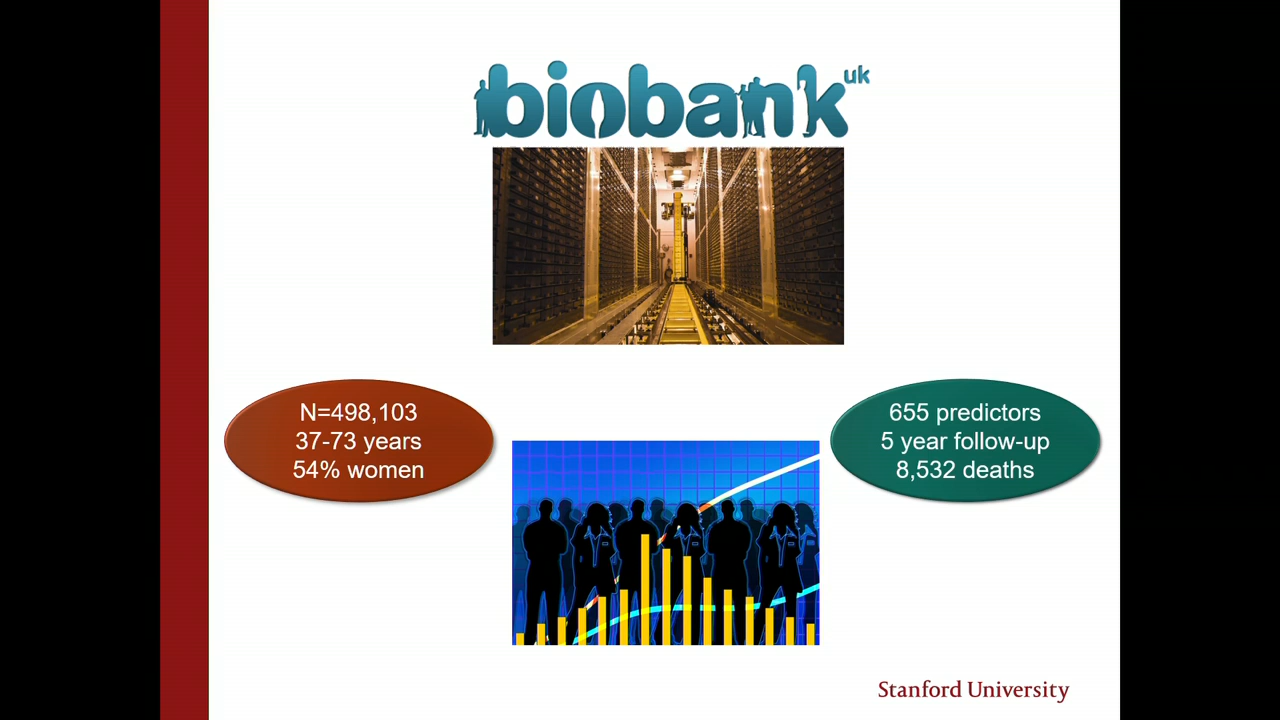 biobank uk
N=498,103
37-73 years
54% women
655 predictors
5 year follow-up
8,532 deaths
Stanford University